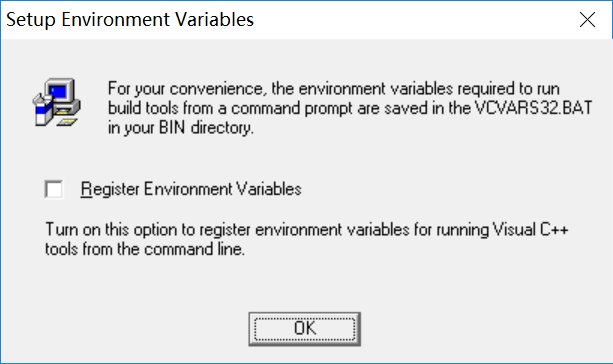 Setup Environment Variables
For your convenience, the environment variables required to run
build tools from a command prompt are saved in the VCVARS32.BAT
in your BIN directory.
Register Environment Variables
Turn on this option to register environment variables for running Visual C++
tools from the command line.
OK